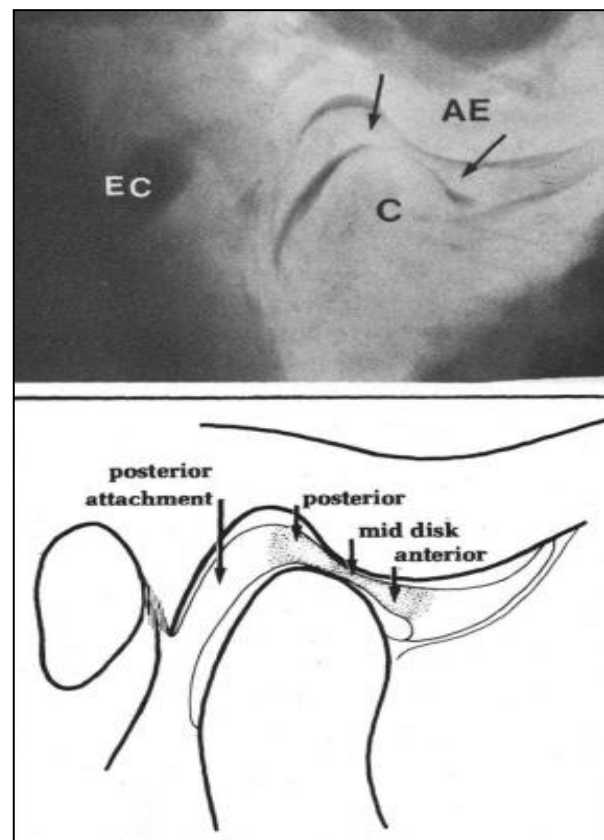 AE
EC
C
posterior
attachment
posterior
mid disk
anterior